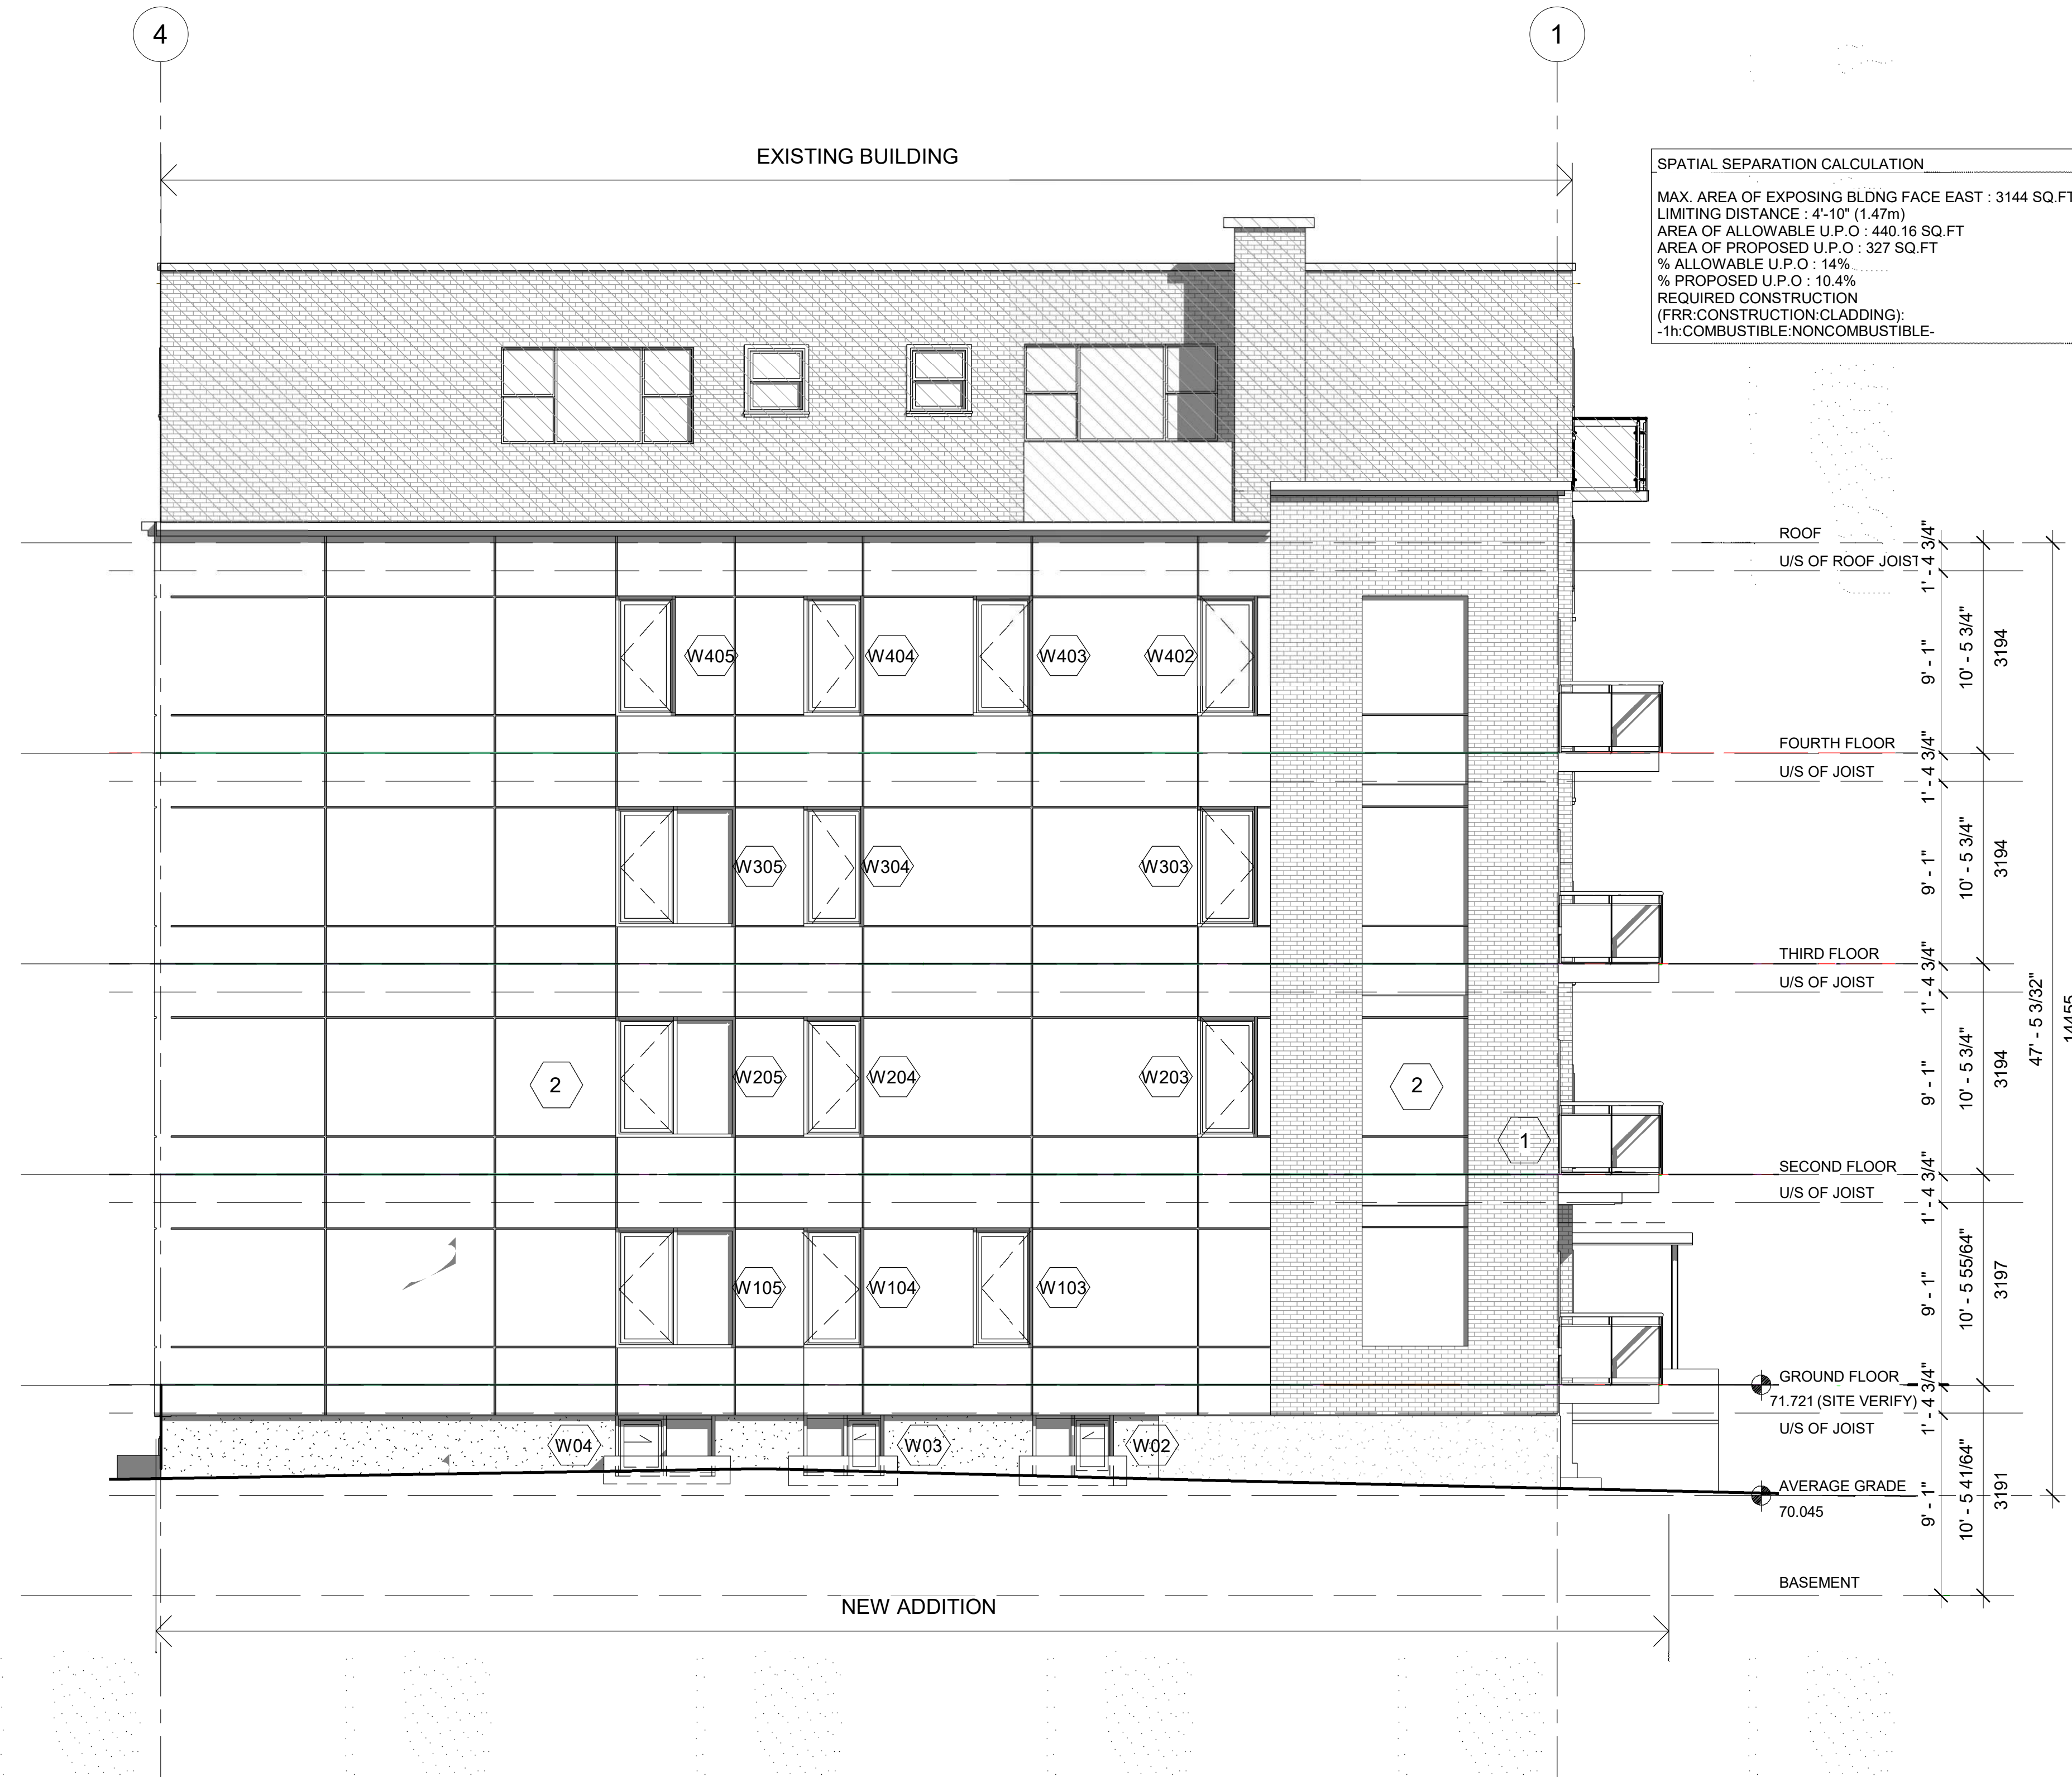 4
1
EXISTING BUILDING
SPATIAL SEPARATION CALCULATION
MAX. AREA OF EXPOSING BLDNG FACE EAST : 3144 SQ.FT
LIMITING DISTANCE : 4'-10" (1.47m)
AREA OF ALLOWABLE U.P.O : 440.16 SQ.FT
AREA OF PROPOSED U.P.O : 327 SQ.FT
% ALLOWABLE U.P.O : 14%
% PROPOSED U.P.O : 10.4%
REQUIRED CONSTRUCTION
(FRR:CONSTRUCTION:CLADDING):
-1h:COMBUSTIBLE:NONCOMBUSTIBLE-
ROOF
1' - 4 3/4"
U/S OF ROOF JOIST
W405
W404
W403
W402
9' - 1"
10' - 5 3/4"
3194
FOURTH FLOOR
1' - 4 3/4"
U/S OF JOIST
W305
W304
W303
9' - 1"
10' - 5 3/4"
3194
THIRD FLOOR
1' - 4 3/4"
U/S OF JOIST
47' - 5 3/32"
14455
2
W205
W204
W203
2
1
9' - 1"
10' - 5 3/4"
3194
SECOND FLOOR
1' - 4 3/4"
U/S OF JOIST
W105
W104
W103
9' - 1"
10' - 5 55/64"
3197
GROUND FLOOR
71.721 (SITE VERIFY)
1' - 4 3/4"
U/S OF JOIST
W04
W03
W02
AVERAGE GRADE
70.045
9' - 1"
10' - 5 41/64"
3191
BASEMENT
NEW ADDITION